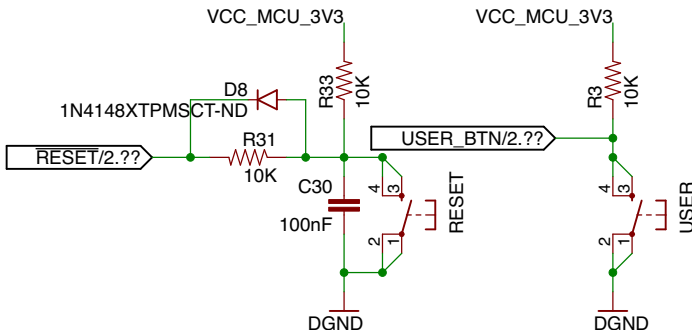 VCC_MCU_3V3
VCC_MCU_3V3
D8
1N4148XTPMSCT-ND
R33
10K
R3
10K
RESET/2.??
R31
10K
USER_BTN/2.??
C30
100nF
4
3
2
1
RESET
4
3
2
1
USER
DGND
DGND